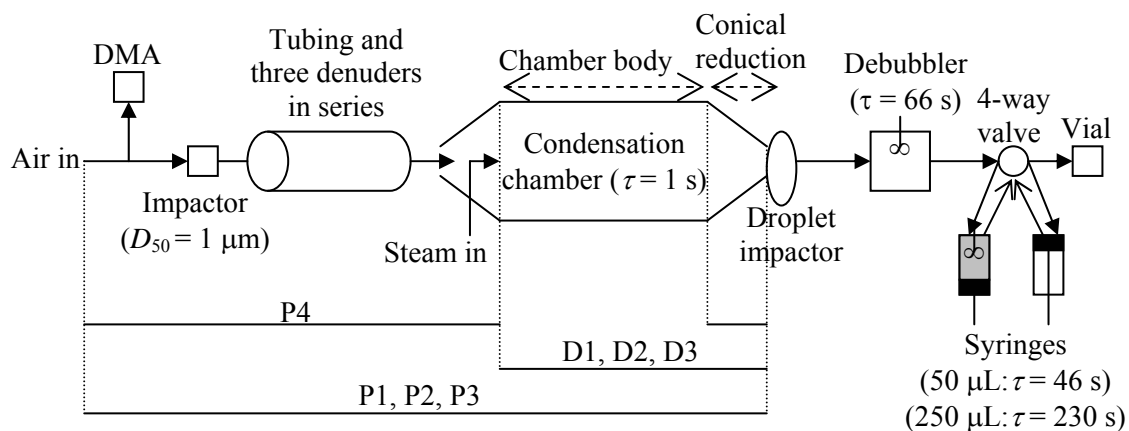 DMA
Air in
Impactor
(D50 = 1 μm)
Tubing and
three denuders
in series
Chamber body
Conical
reduction
Steam in
Condensation
chamber (τ = 1 s)
Droplet
impactor
Debubbler
(τ = 66 s)
∞
4-way
valve
Vial
∞
Syringes
(50 μL: τ = 46 s)
(250 μL: τ = 230 s)
P4
D1, D2, D3
P1, P2, P3